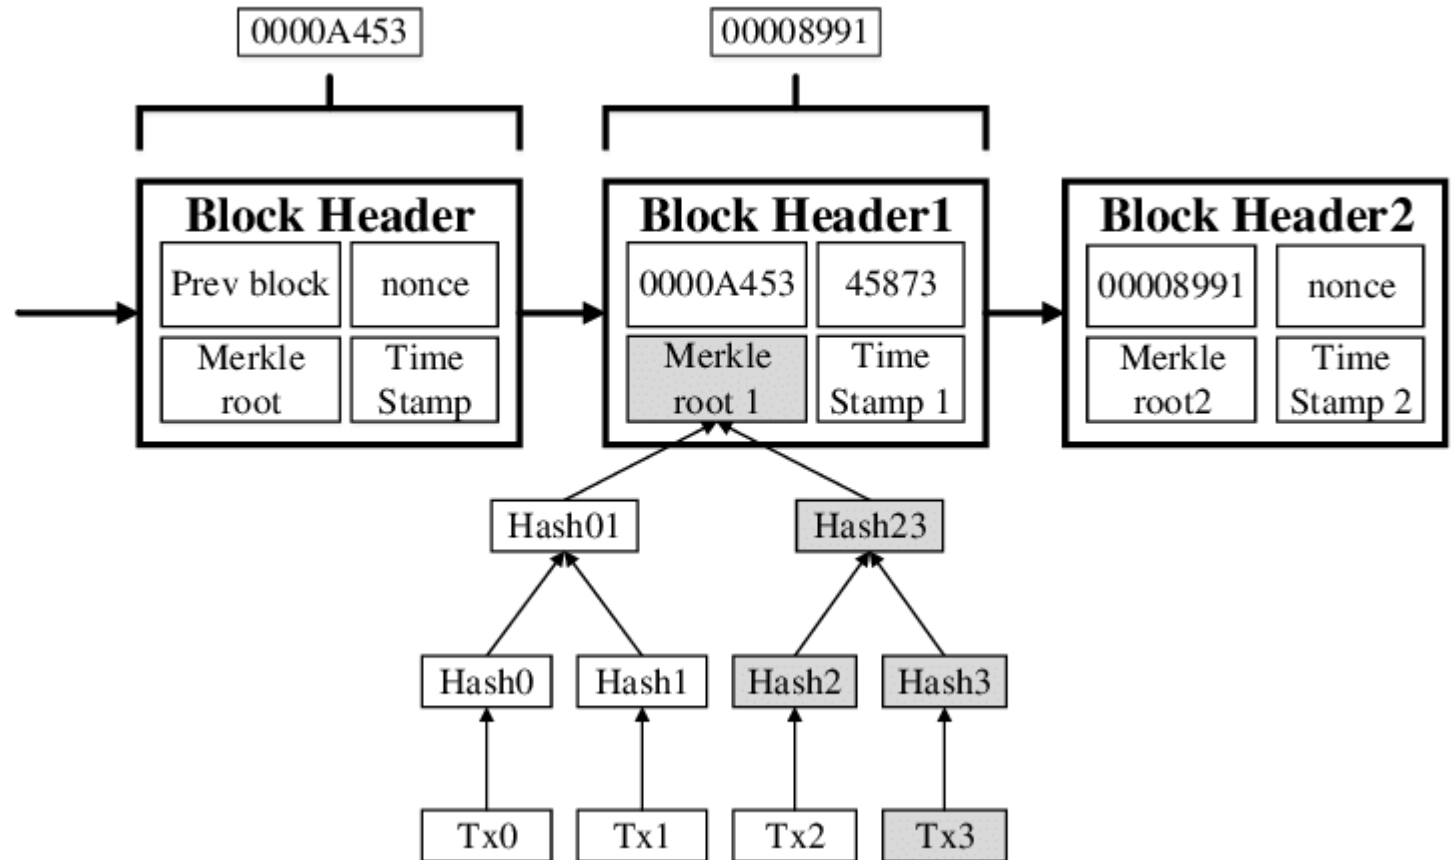 0000A453
00008991
Block Header
Prev block
nonce
Merkle
root
Time
Stamp
Block Header1
0000A453
45873
Merkle
root 1
Time
Stamp 1
Block Header2
00008991
nonce
Merkle
root2
Time
Stamp 2
Hash01
Hash23
Hash0
Hash1
Hash2
Hash3
Tx0
Tx1
Tx2
Tx3